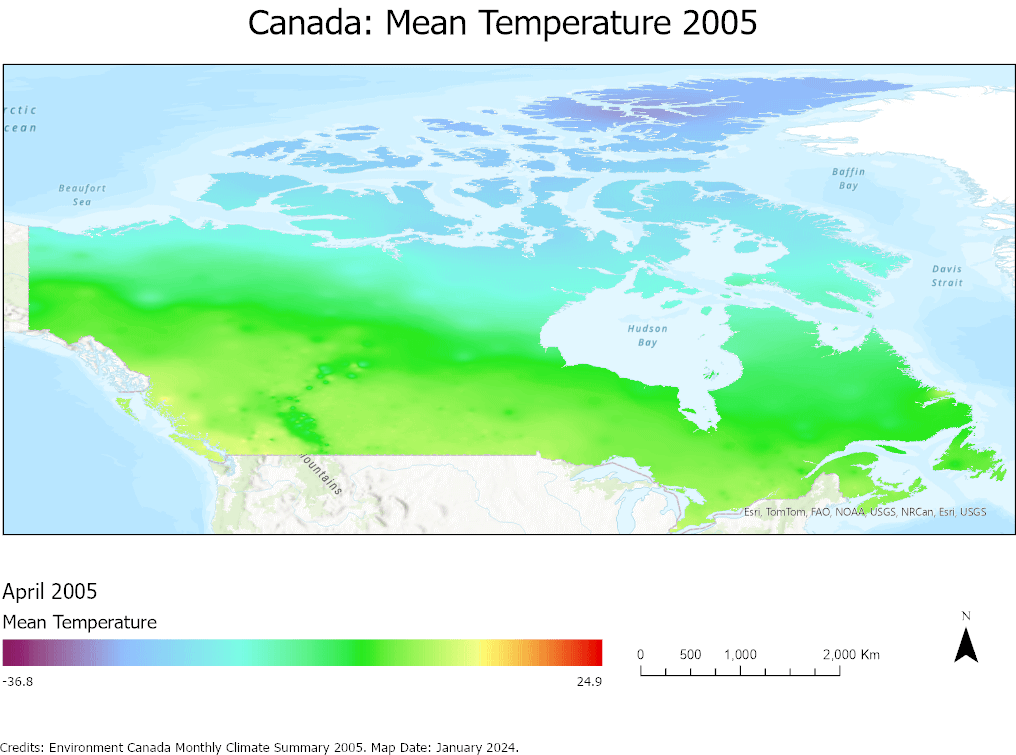 Canada: Mean Temperature 2005
rctic
cean
Beaufort
Sea
Baffin
Bay
Davis
Strait
Hudson
Bay
Mountains
Esri, TomTom, FAO, NOAA, USGS, NRCan, Esri, USGS
April 2005
Mean Temperature
-36.8
24.9
0 500 1,000 2,000 Km
N
Credits: Environment Canada Monthly Climate Summary 2005. Map Date: January 2024.